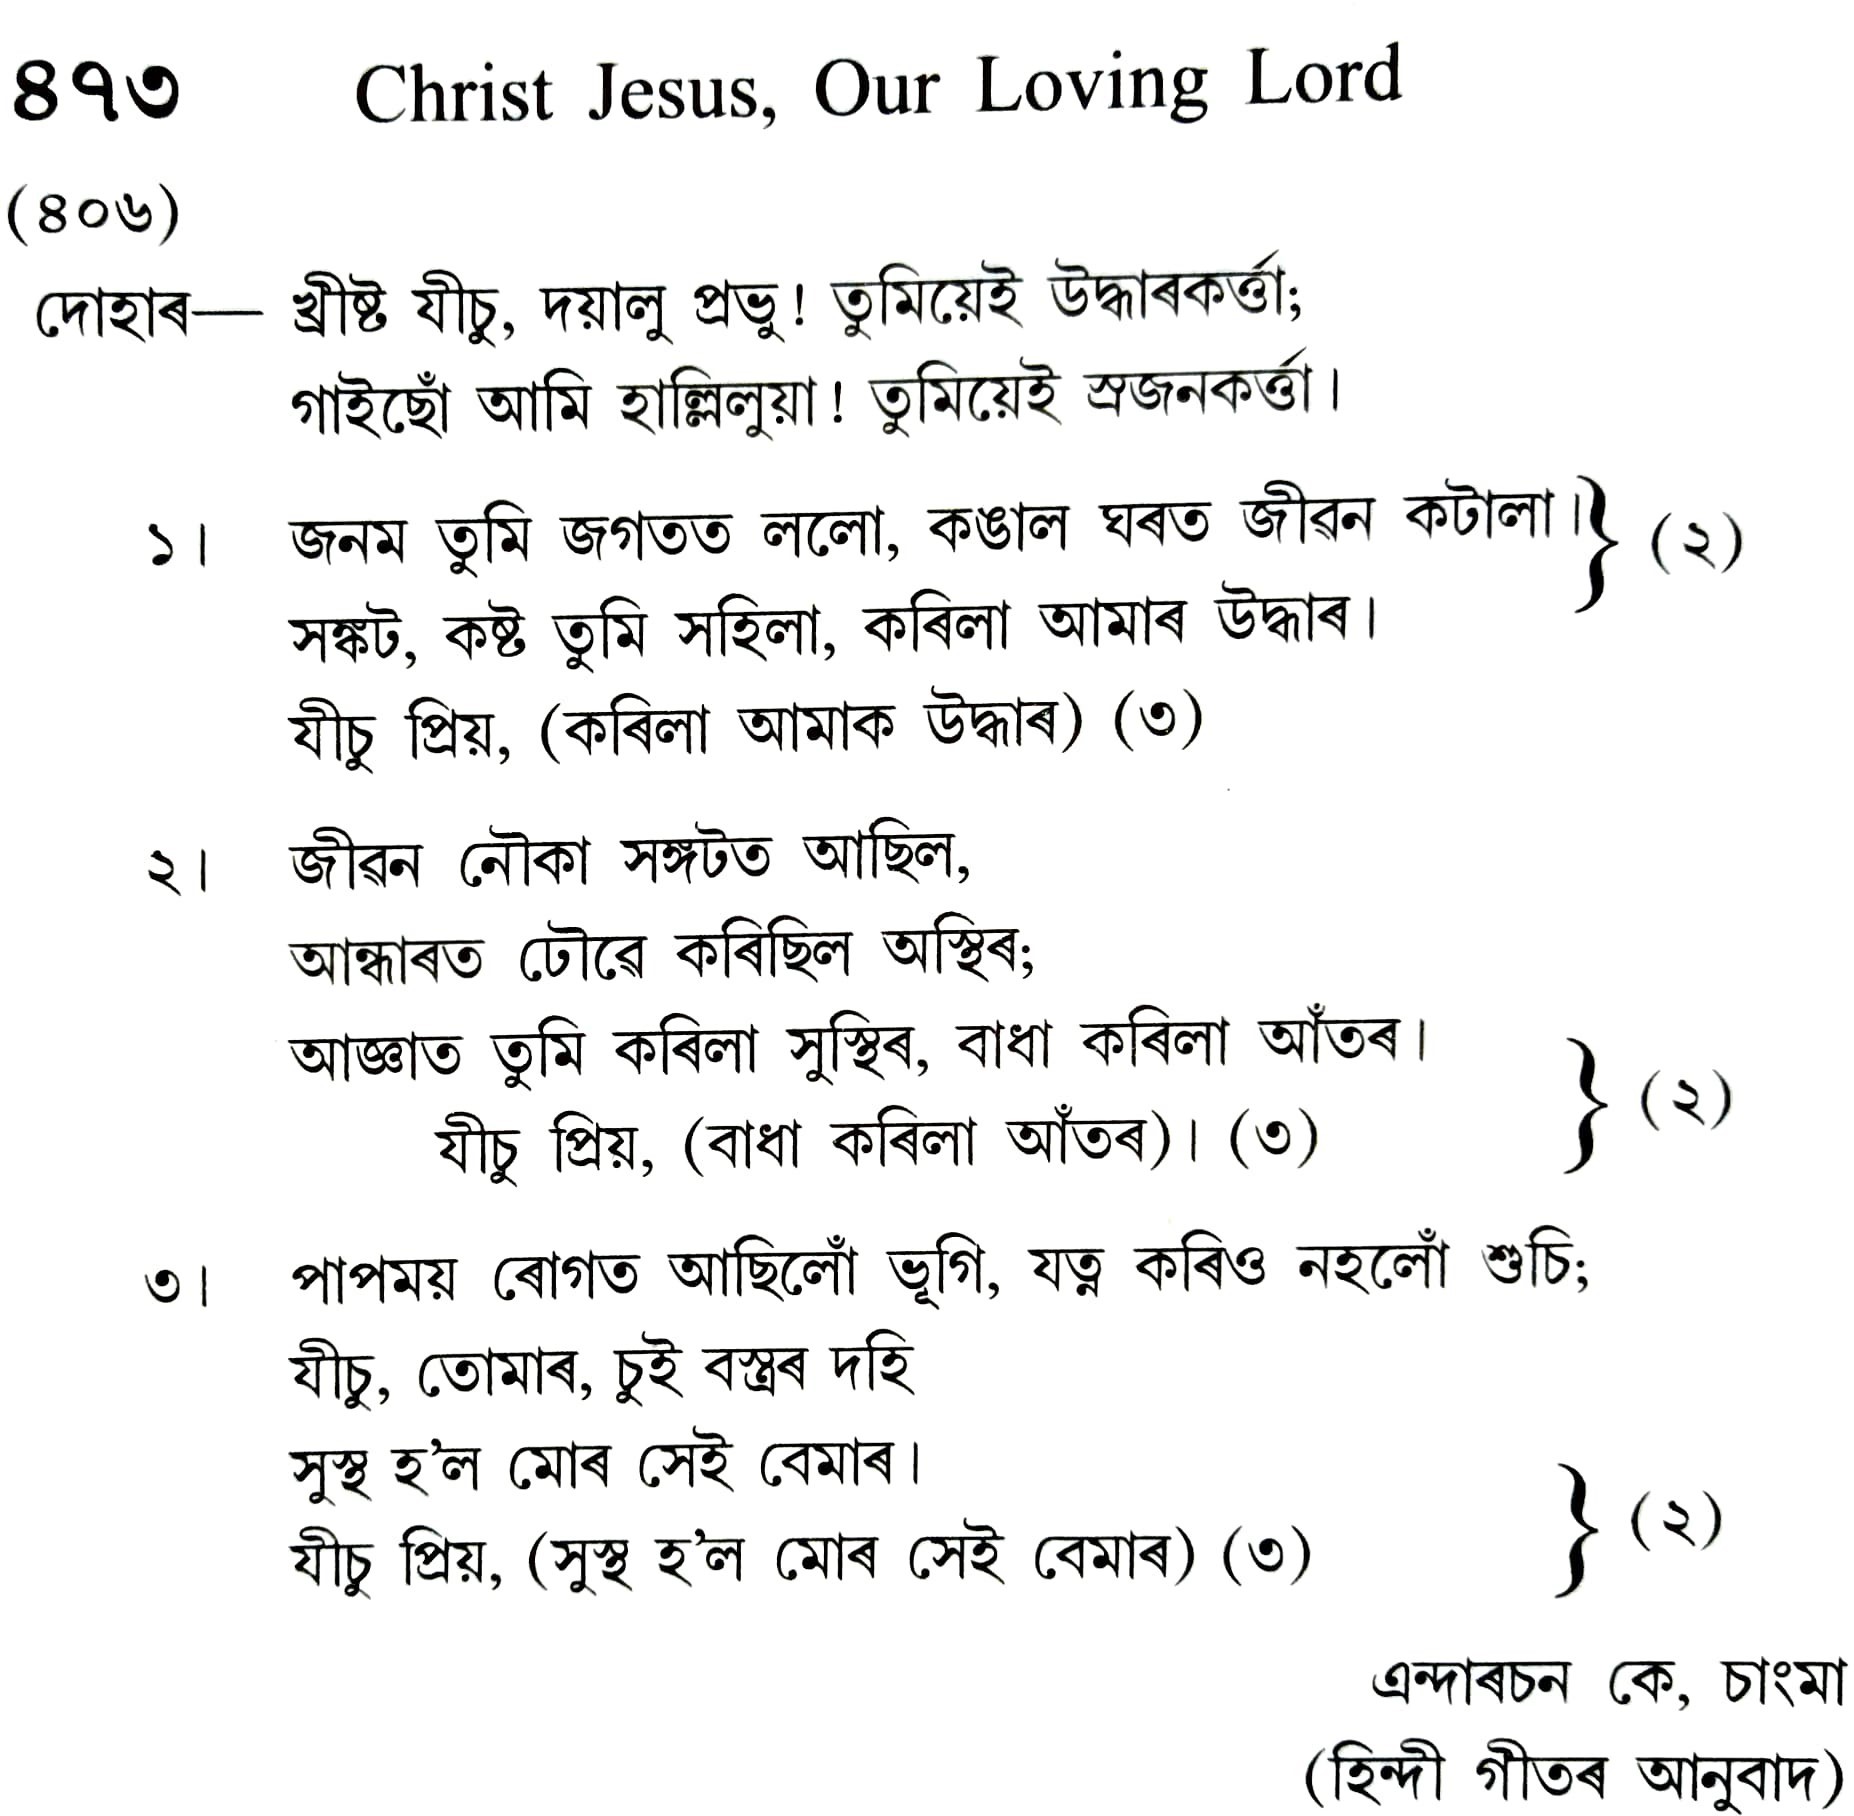 ৪৭৩ Christ Jesus, Our Loving Lord
(৪০৬)
দোহাৰ— খ্ৰীষ্ট যীচু, দয়ালু প্ৰভু! তুমিয়েই উদ্ধাৰকৰ্ত্তা;
গাইছোঁ আমি হাল্লিলুয়া! তুমিয়েই স্ৰজনকৰ্ত্তা।
১। জনম তুমি জগতত ললো, কঙাল ঘৰত জীৱন কটালা। } (২)
সঙ্কট, কষ্ট তুমি সহিলা, কৰিলা আমাৰ উদ্ধাৰ।
যীচু প্ৰিয়, (কৰিলা আমাক উদ্ধাৰ) (৩)
২। জীৱন নৌকা সঙ্গটত আছিল,
আন্ধাৰত ঢৌৱে কৰিছিল অস্থিৰ;
আজ্ঞাত তুমি কৰিলা সুস্থিৰ, বাধা কৰিলা আঁতৰ।
যীচু প্ৰিয়, (বাধা কৰিলা আঁতৰ)। (৩) } (২)
৩। পাপময় ৰোগত আছিলোঁ ভূগি, যত্ন কৰিও নহলোঁ শুচি;
যীচু, তোমাৰ, চুই বস্ত্ৰৰ দহি
সুস্থ হ’ল মোৰ সেই বেমাৰ।
যীচু প্ৰিয়, (সুস্থ হ’ল মোৰ সেই বেমাৰ) (৩) } (২)
এন্দাৰচন কে, চাংমা
(হিন্দী গীতৰ আনুবাদ)